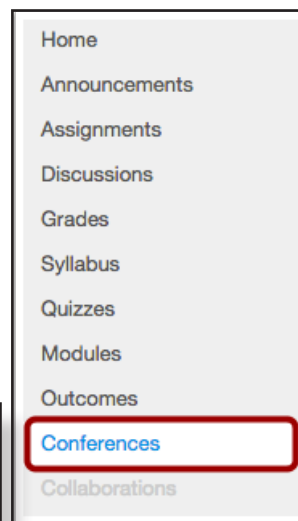 Home
Announcements
Assignments
Discussions
Grades
Syllabus
Quizzes
Modules
Outcomes
Conferences
Collaborations